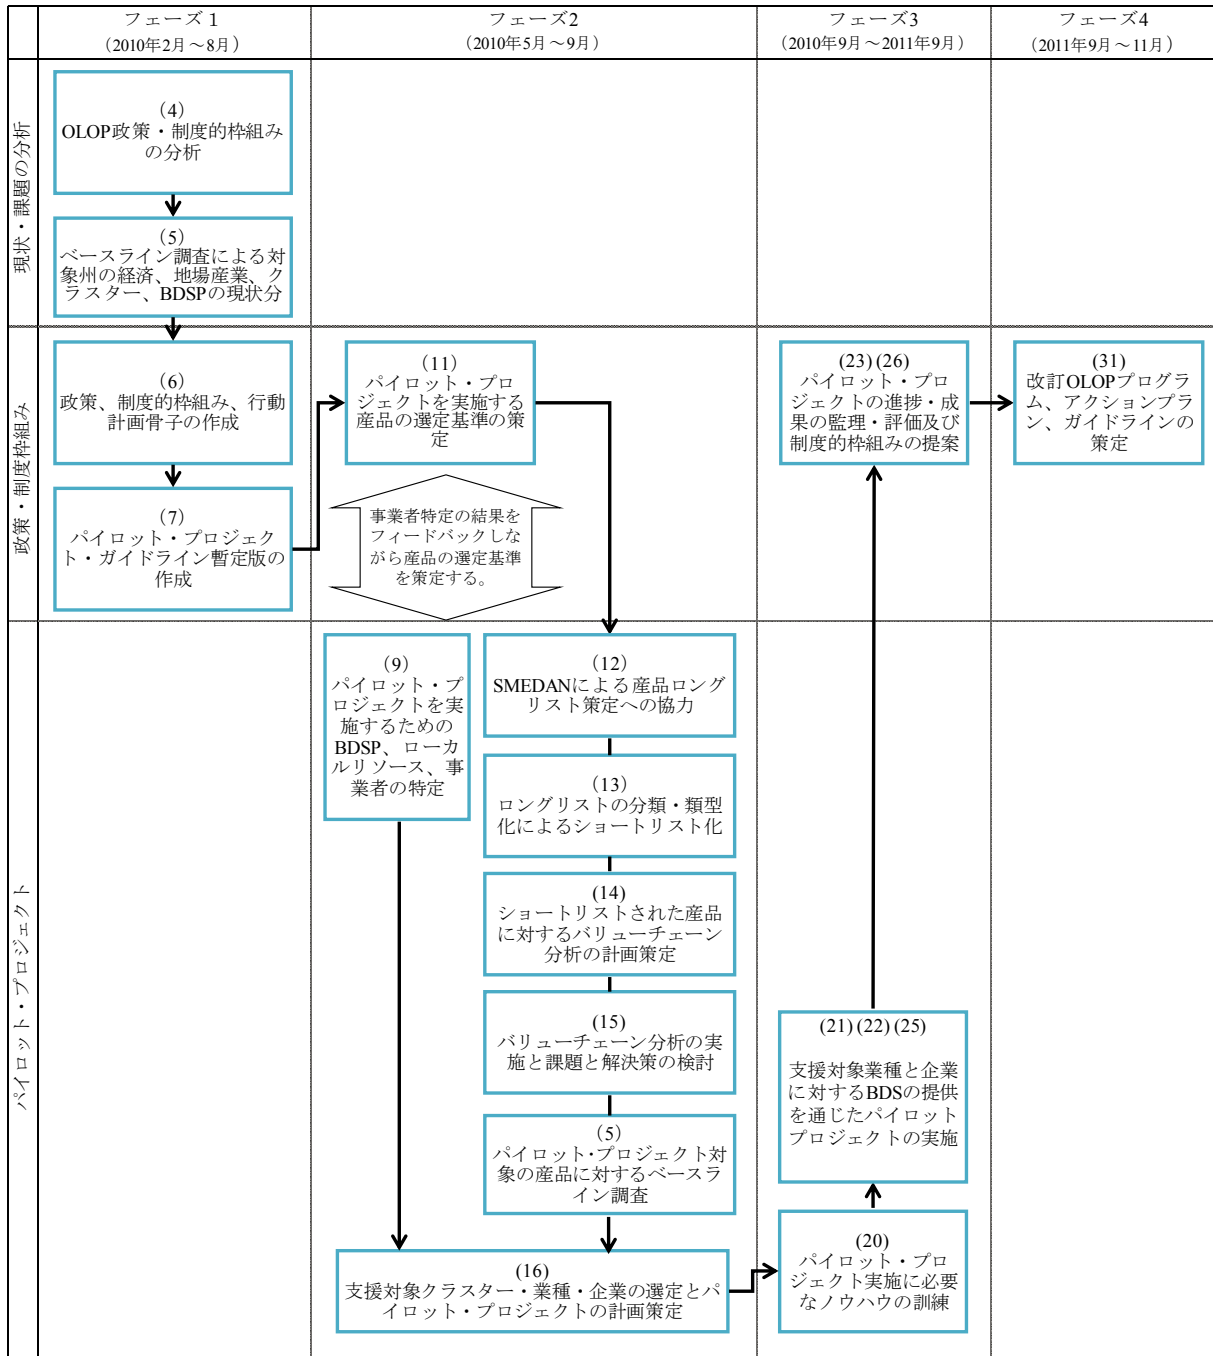 フェーズ１
（2010年2月～8月）
フェーズ2
（2010年5月～9月）
フェーズ3
（2010年9月～2011年9月）
フェーズ4
（2011年9月～11月）
現状・課題の分析
（4）
OLOP政策・制度的枠組み
の分析
（5）
ベースライン調査による対
象州の経済、地場産業、ク
ラスター、BDSPの現状分
政策・制度枠組み
（6）
政策、制度的枠組み、行動
計画骨子の作成
（7）
パイロット・プロジェク
ト・ガイドライン暫定版の
作成
（11）
パイロット・プロ
ジェクトを実施する
産品の選定基準の策
定
事業者特定の結果を
フィードバックしな
がら産品の選定基準
を策定する。
(23) (26)
パイロット・プロ
ジェクトの進捗・成
果の監理・評価及び
制度的枠組みの提案
(31)
改訂OLOPプログラ
ム、アクションプラ
ン、ガイドラインの
策定
パイロット・プロジェクト
（9）
パイロット・プ
ロジェクトを実
施するための
BDSP、ローカ
ルリソース、事
業者の特定
（12）
SMEDANによる産品ロング
リスト策定への協力
（13）
ロングリストの分類・類型
化によるショートリスト化
(14)
ショートリストされた産品
に対するバリューチェーン
分析の計画策定
(15)
バリューチェーン分析の実
施と課題と解決策の検討
(5)
パイロット・プロジェクト対
象の産品に対するベースラ
イン調査
(16)
支援対象クラスター・業種・企業の選定とパ
イロット・プロジェクトの計画策定
(21) (22) (25)
支援対象業種と企業
に対するBDSの提供
を通じたパイロット
プロジェクトの実施
(20)
パイロット・プロ
ジェクト実施に必要
なノウハウの訓練